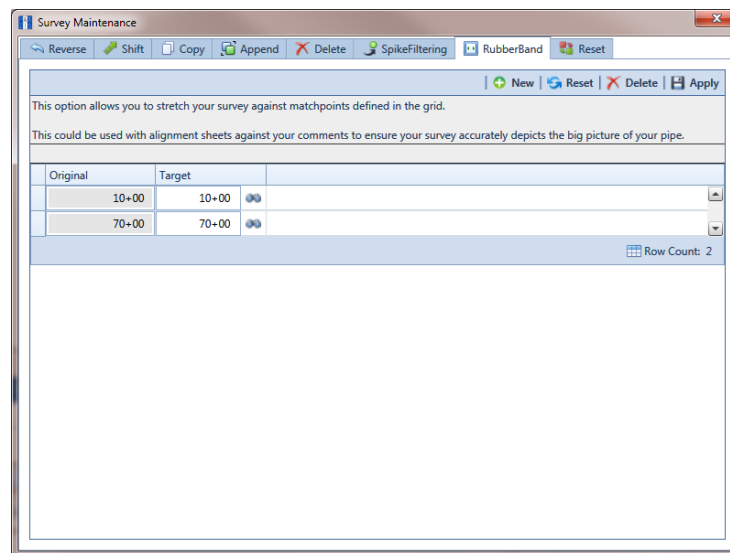 Survey Maintenance
Reverse Shift Copy Append Delete SpikeFiltering RubberBand Reset
New Reset Delete Apply
This option allows you to stretch your survey against matchpoints defined in the grid.
This could be used with alignment sheets against your comments to ensure your survey accurately depicts the big picture of your pipe.
Original Target
10+00 10+00
70+00 70+00
Row Count: 2